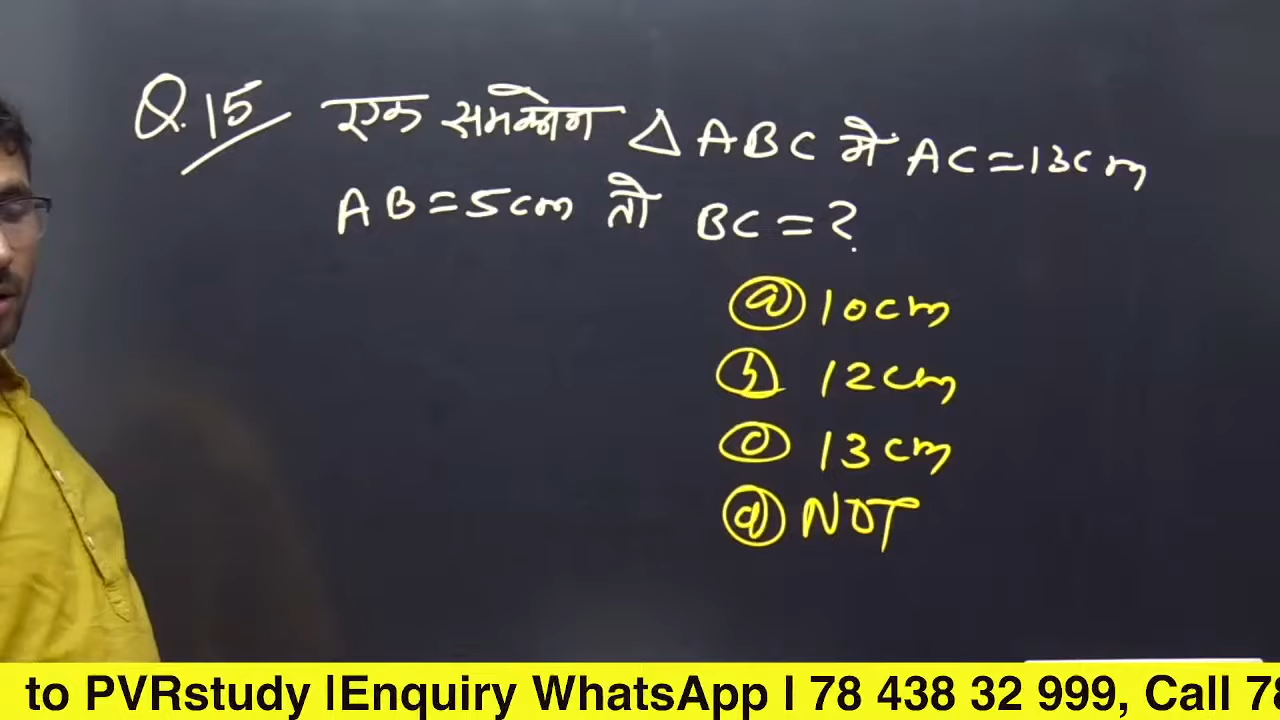 Q.15 एक समकोण △ABC मे AC=13cm
AB=5cm तो BC=?
ⓐ 10cm
ⓑ 12cm
ⓒ 13cm
ⓓ NOT
to PVRstudy |Enquiry WhatsApp I 78 438 32 999, Call 78